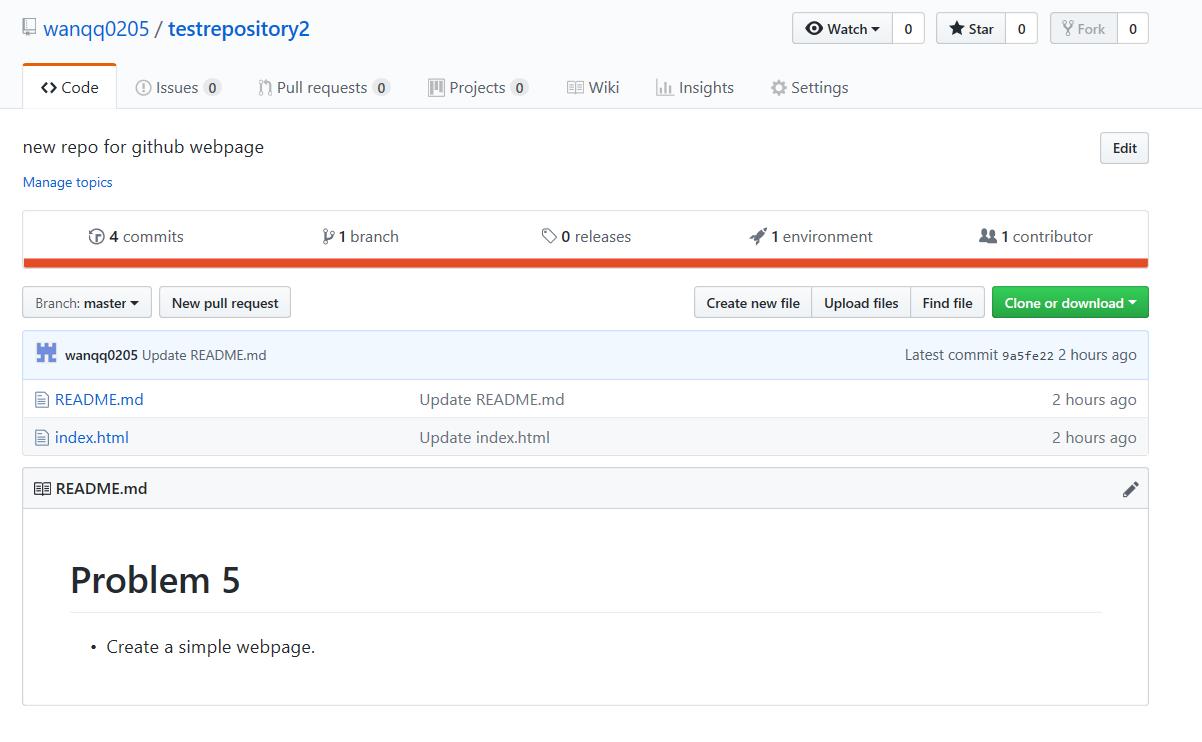 wanqq0205 / testrepository2
Watch 0 Star 0 Fork 0
Code Issues 0 Pull requests 0 Projects 0 Wiki Insights Settings
new repo for github webpage Edit
Manage topics
4 commits 1 branch 0 releases 1 environment 1 contributor
Branch: master New pull request Create new file Upload files Find file Clone or download
wanqq0205 Update README.md Latest commit 9a5fe22 2 hours ago
README.md Update README.md 2 hours ago
index.html Update index.html 2 hours ago
README.md
Problem 5
• Create a simple webpage.